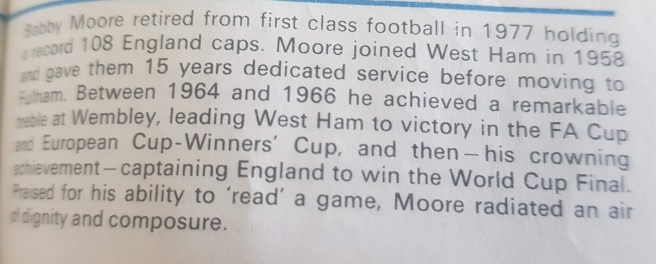 Bobby Moore retired from first class football in 1977 holding
a record 108 England caps. Moore joined West Ham in 1958
and gave them 15 years dedicated service before moving to
Fulham. Between 1964 and 1966 he achieved a remarkable
treble at Wembley, leading West Ham to victory in the FA Cup
and European Cup-Winners' Cup, and then – his crowning
achievement – captaining England to win the World Cup Final.
Praised for his ability to 'read' a game, Moore radiated an air
of dignity and composure.